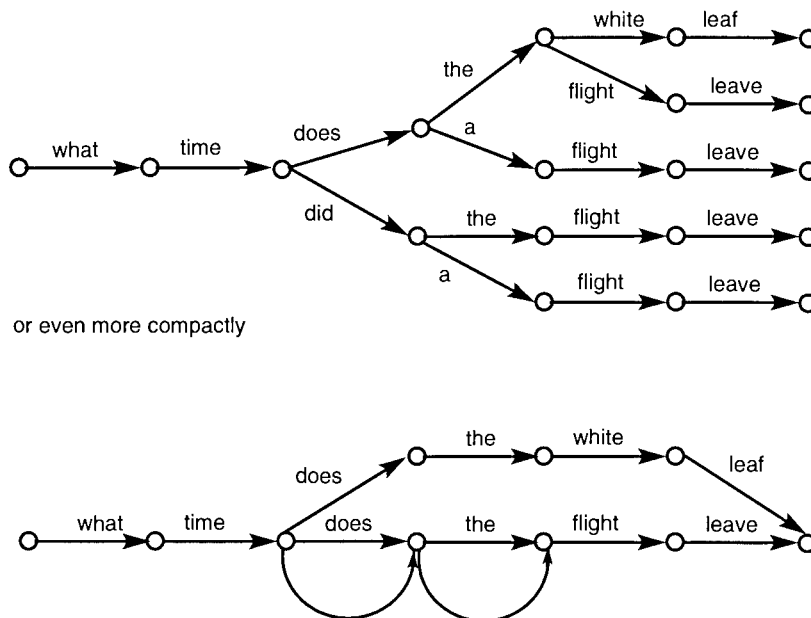 white leaf
the
flight leave
does a
what time flight leave
did the flight leave
a
flight leave
or even more compactly
the white
does leaf
what time does the flight leave